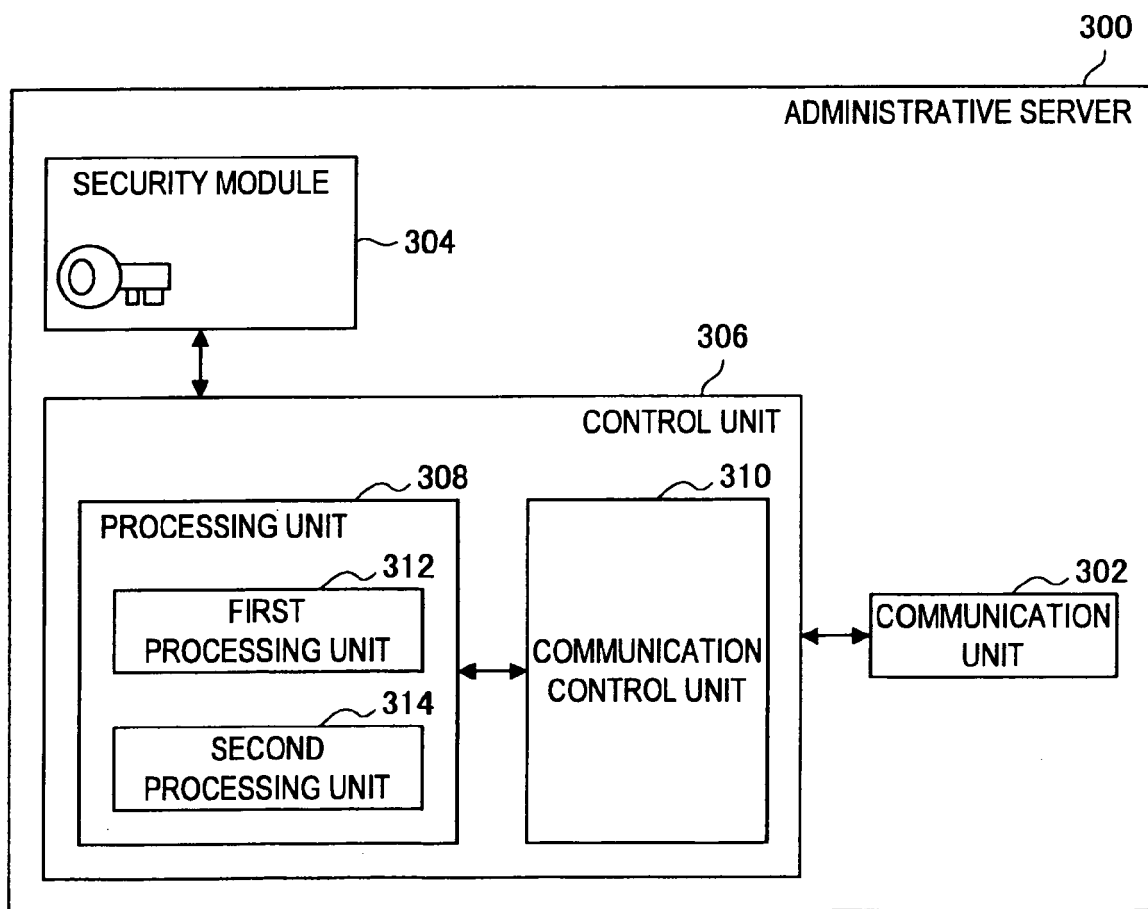 300
ADMINISTRATIVE SERVER
SECURITY MODULE
304
306
CONTROL UNIT
308
310
PROCESSING UNIT
312
FIRST
PROCESSING UNIT
314
SECOND
PROCESSING UNIT
COMMUNICATION
CONTROL UNIT
302
COMMUNICATION
UNIT